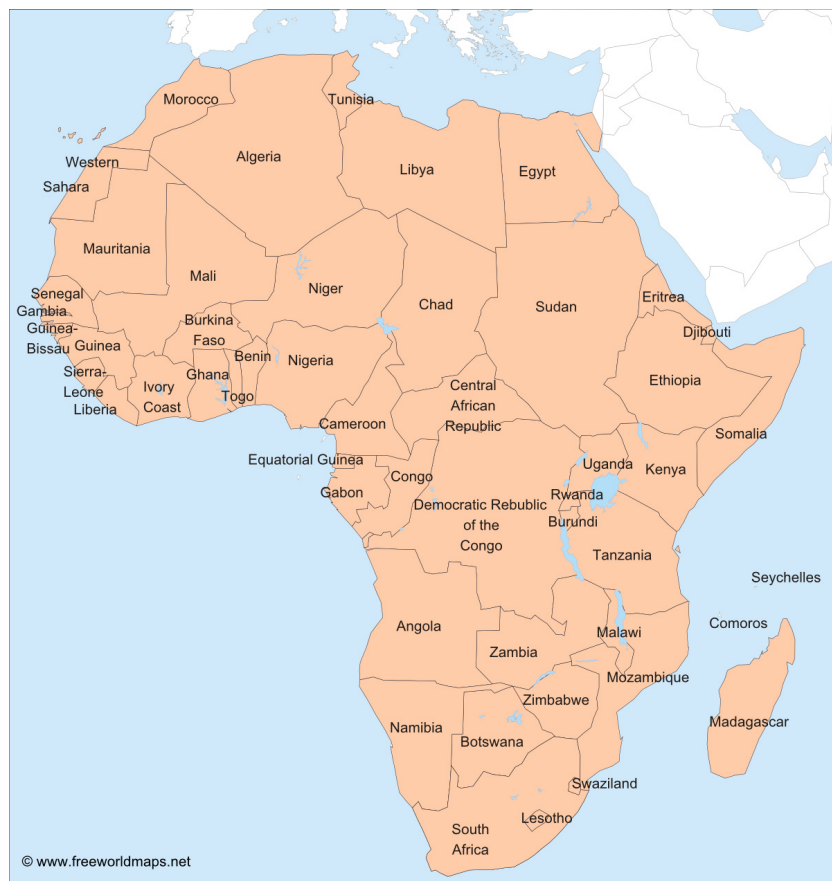 Morocco
Tunisia
Algeria
Libya
Egypt
Western
Sahara
Mauritania
Mali
Niger
Chad
Sudan
Eritrea
Djibouti
Senegal
Gambia
Guinea-
Bissau
Guinea
Burkina
Faso
Benin
Nigeria
Ethiopia
Sierra-
Leone
Liberia
Ivory
Coast
Ghana
Togo
Central
African
Republic
Cameroon
Somalia
Equatorial Guinea
Congo
Uganda
Kenya
Gabon
Rwanda
Democratic Republic
of the
Congo
Burundi
Tanzania
Seychelles
Comoros
Angola
Malawi
Zambia
Mozambique
Zimbabwe
Madagascar
Namibia
Botswana
Swaziland
Lesotho
South
Africa
© www.freeworldmaps.net